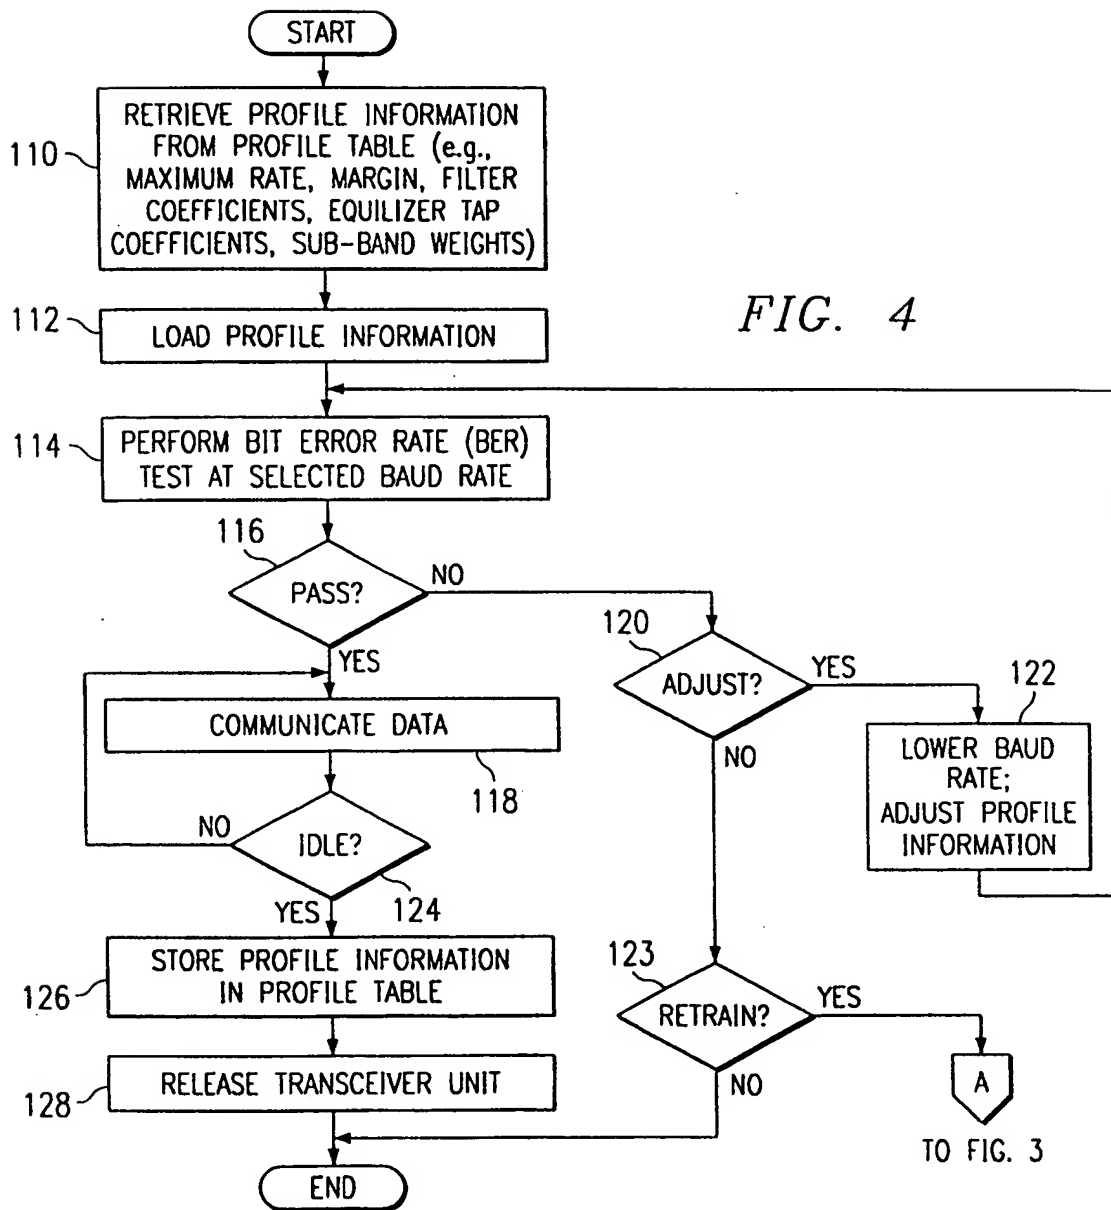 START
110
RETRIEVE PROFILE INFORMATION
FROM PROFILE TABLE (e.g.,
MAXIMUM RATE, MARGIN, FILTER
COEFFICIENTS, EQUILIZER TAP
COEFFICIENTS, SUB-BAND WEIGHTS)
FIG. 4
112
LOAD PROFILE INFORMATION
114
PERFORM BIT ERROR RATE (BER)
TEST AT SELECTED BAUD RATE
116
PASS?
NO
YES
120
ADJUST?
YES
NO
122
LOWER BAUD
RATE;
ADJUST PROFILE
INFORMATION
COMMUNICATE DATA
118
NO
IDLE?
124
YES
126
STORE PROFILE INFORMATION
IN PROFILE TABLE
123
RETRAIN?
YES
NO
A
TO FIG. 3
128
RELEASE TRANSCEIVER UNIT
END